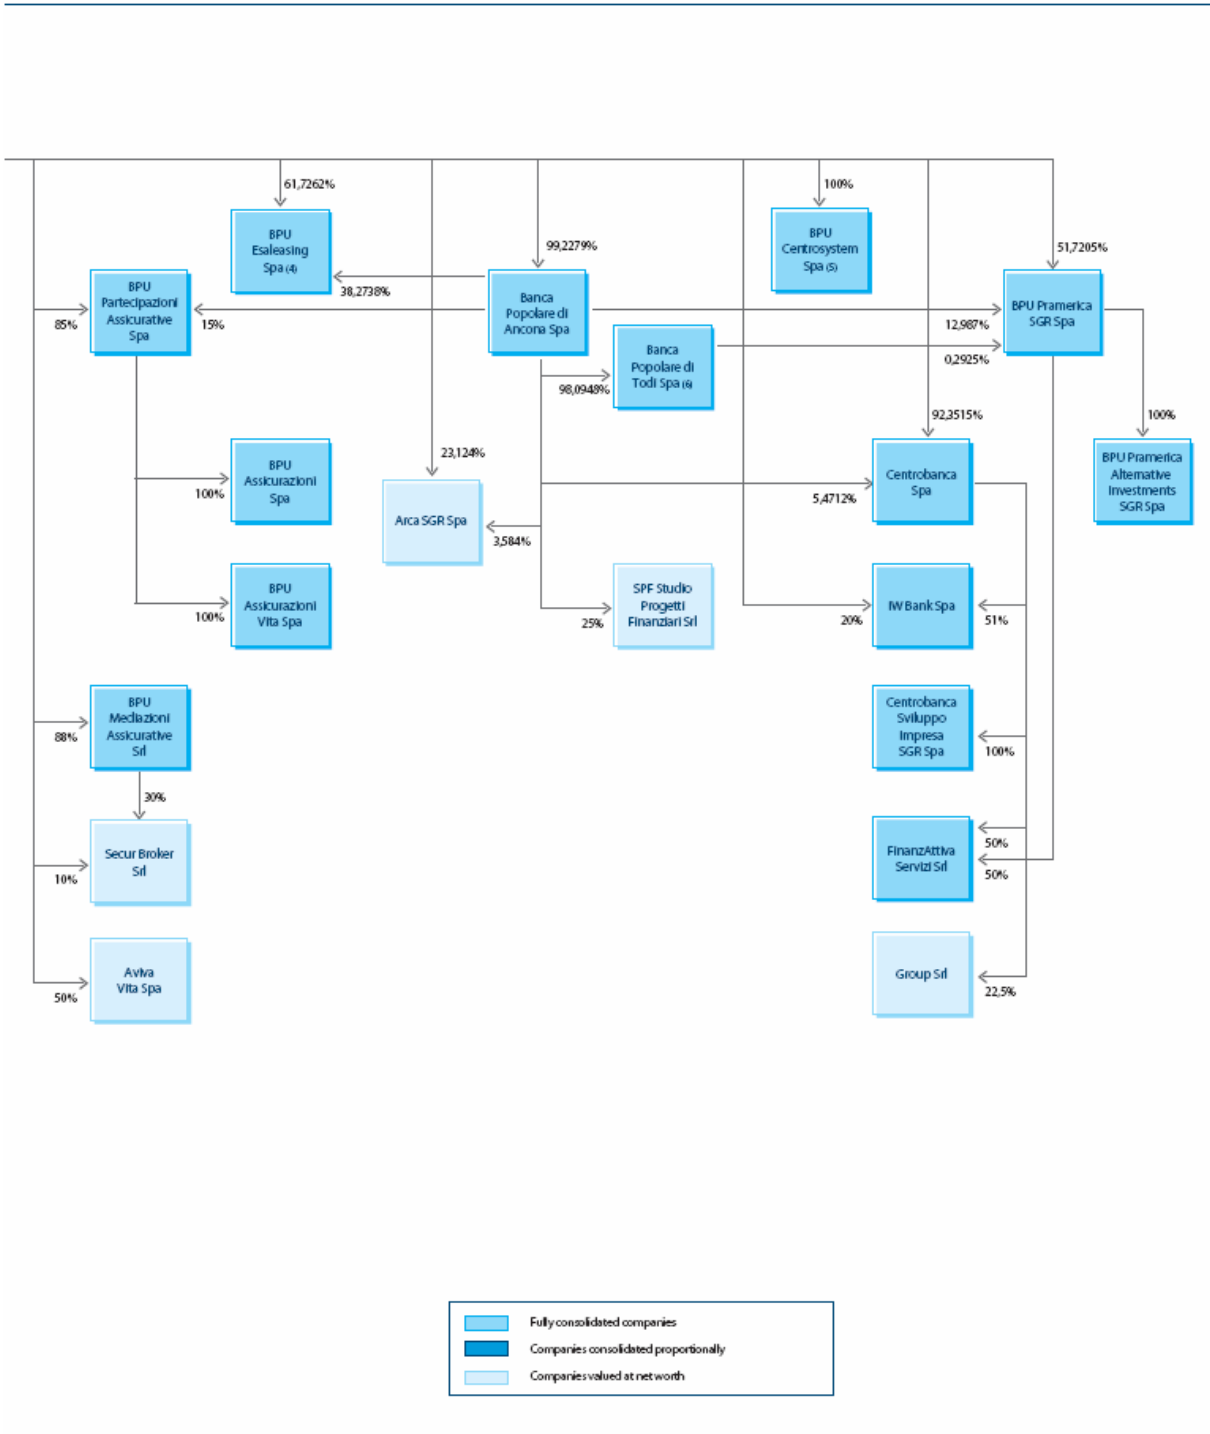 61,7262%
100%
BPU
Esaleasing
Spa (4)
BPU
Centrosystem
Spa (5)
99,2279%
51,7205%
38,2738%
BPU
Partecipazioni
Assicurative
Spa
85%
15%
Banca
Popolare di
Ancona Spa
12,987%
BPU Pramerica
SGR Spa
0,2925%
Banca
Popolare di
Todi Spa (6)
98,0948%
92,3515%
100%
23,124%
BPU
Assicurazioni
Spa
100%
Arca SGR Spa
3,584%
5,4712%
Centrobanca
Spa
BPU Pramerica
Alternative
Investments
SGR Spa
BPU
Assicurazioni
Vita Spa
100%
SPF Studio
Progetti
Finanziari Srl
25%
20%
IW Bank Spa
51%
BPU
Mediazioni
Assicurative
Srl
88%
Centrobanca
Sviluppo
Impresa
SGR Spa
100%
30%
Secur Broker
Srl
10%
FinanzAttiva
Servizi Srl
50%
50%
Aviva
Vita Spa
50%
Group Srl
22,5%
Fully consolidated companies
Companies consolidated proportionally
Companies valued at net worth